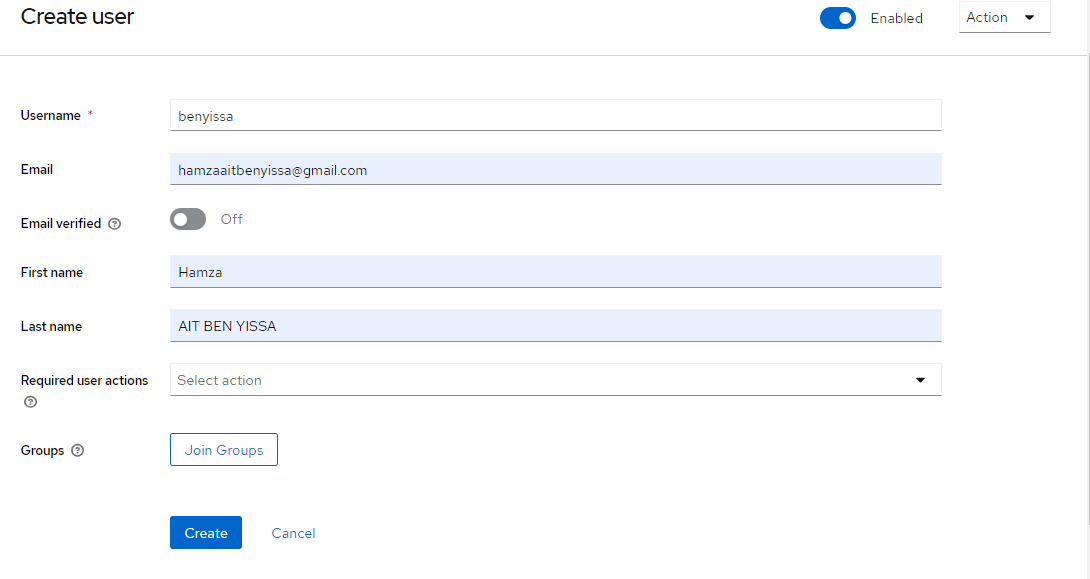 Create user
Enabled
Action
Username *
benyissa
Email
hamzaaitbenyissa@gmail.com
Email verified
Off
First name
Hamza
Last name
AIT BEN YISSA
Required user actions
Select action
Groups
Join Groups
Create
Cancel